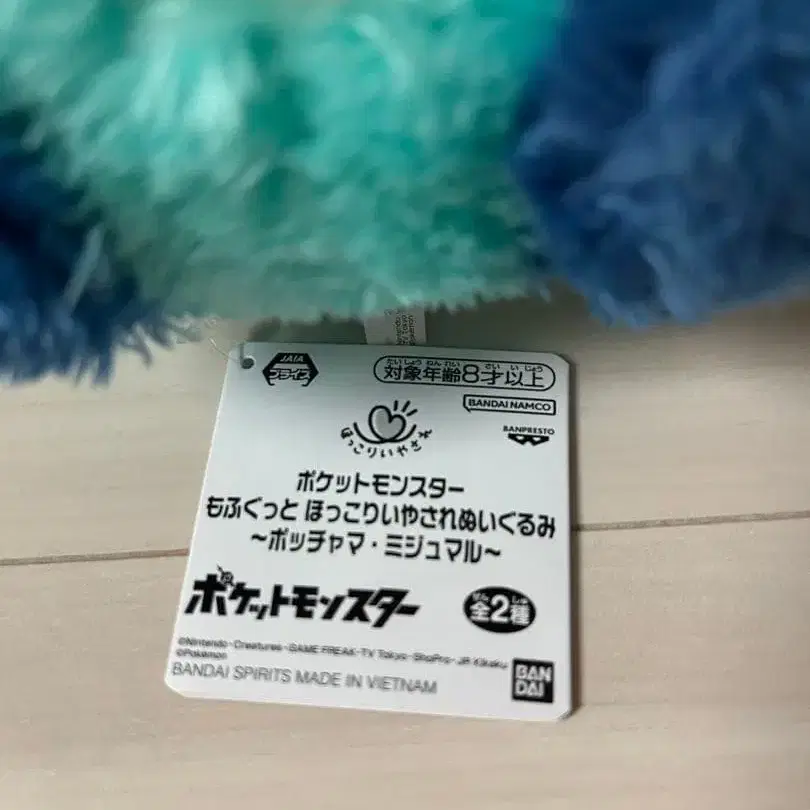 JAIA
プライズ
たいしょうねんれい さい いじょう
対象年齢8才以上
BANDAI NAMCO
BANPRESTO
ほっこりいやされ
ポケットモンスター
もふぐっと ほっこりいやされぬいぐるみ
～ポッチャマ・ミジュマル～
ポケットモンスター
ぜん しゅ
全2種
©Nintendo・Creatures・GAME FREAK・TV Tokyo・ShoPro・JR Kikaku
©Pokémon
BANDAI SPIRITS MADE IN VIETNAM
BAN
DAI